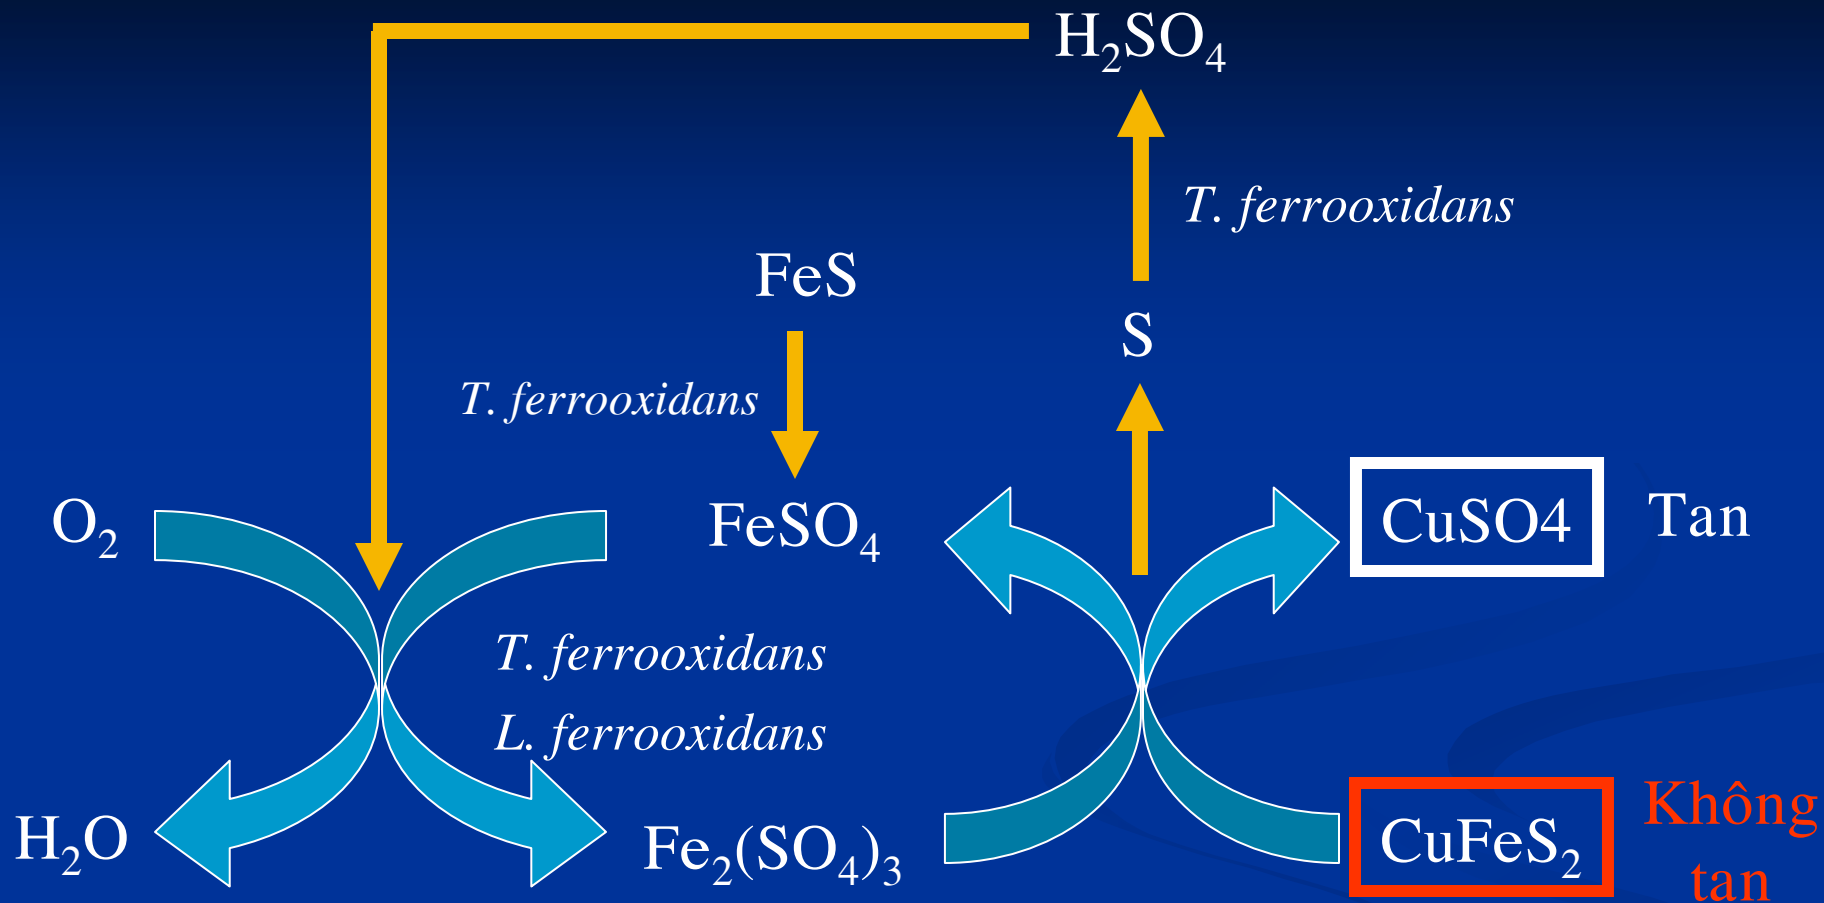 H₂SO₄
T. ferrooxidans
FeS
S
T. ferrooxidans
O₂
FeSO₄
CuSO4
Tan
T. ferrooxidans
L. ferrooxidans
H₂O
Fe₂(SO₄)₃
CuFeS₂
Không
tan